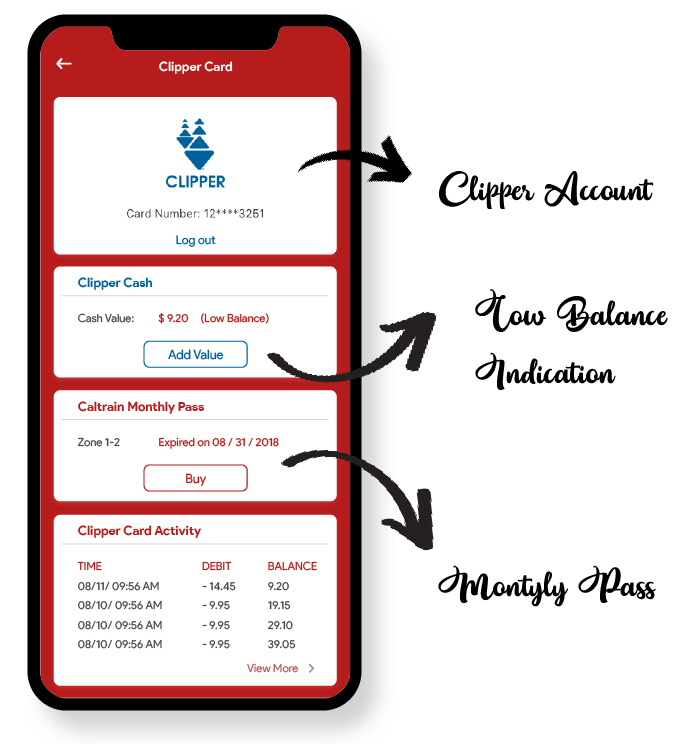 Clipper Card
CLIPPER
Card Number: 12****3251
Log out
Clipper Cash
Cash Value: $ 9.20 (Low Balance)
Add Value
Caltrain Monthly Pass
Zone 1-2 Expired on 08 / 31 / 2018
Buy
Clipper Card Activity
TIME DEBIT BALANCE
08/11/ 09:56 AM - 14.45 9.20
08/10/ 09:56 AM - 9.95 19.15
08/10/ 09:56 AM - 9.95 29.10
08/10/ 09:56 AM - 9.95 39.05
View More >
Clipper Account
Low Balance
Indication
Montyly Pass